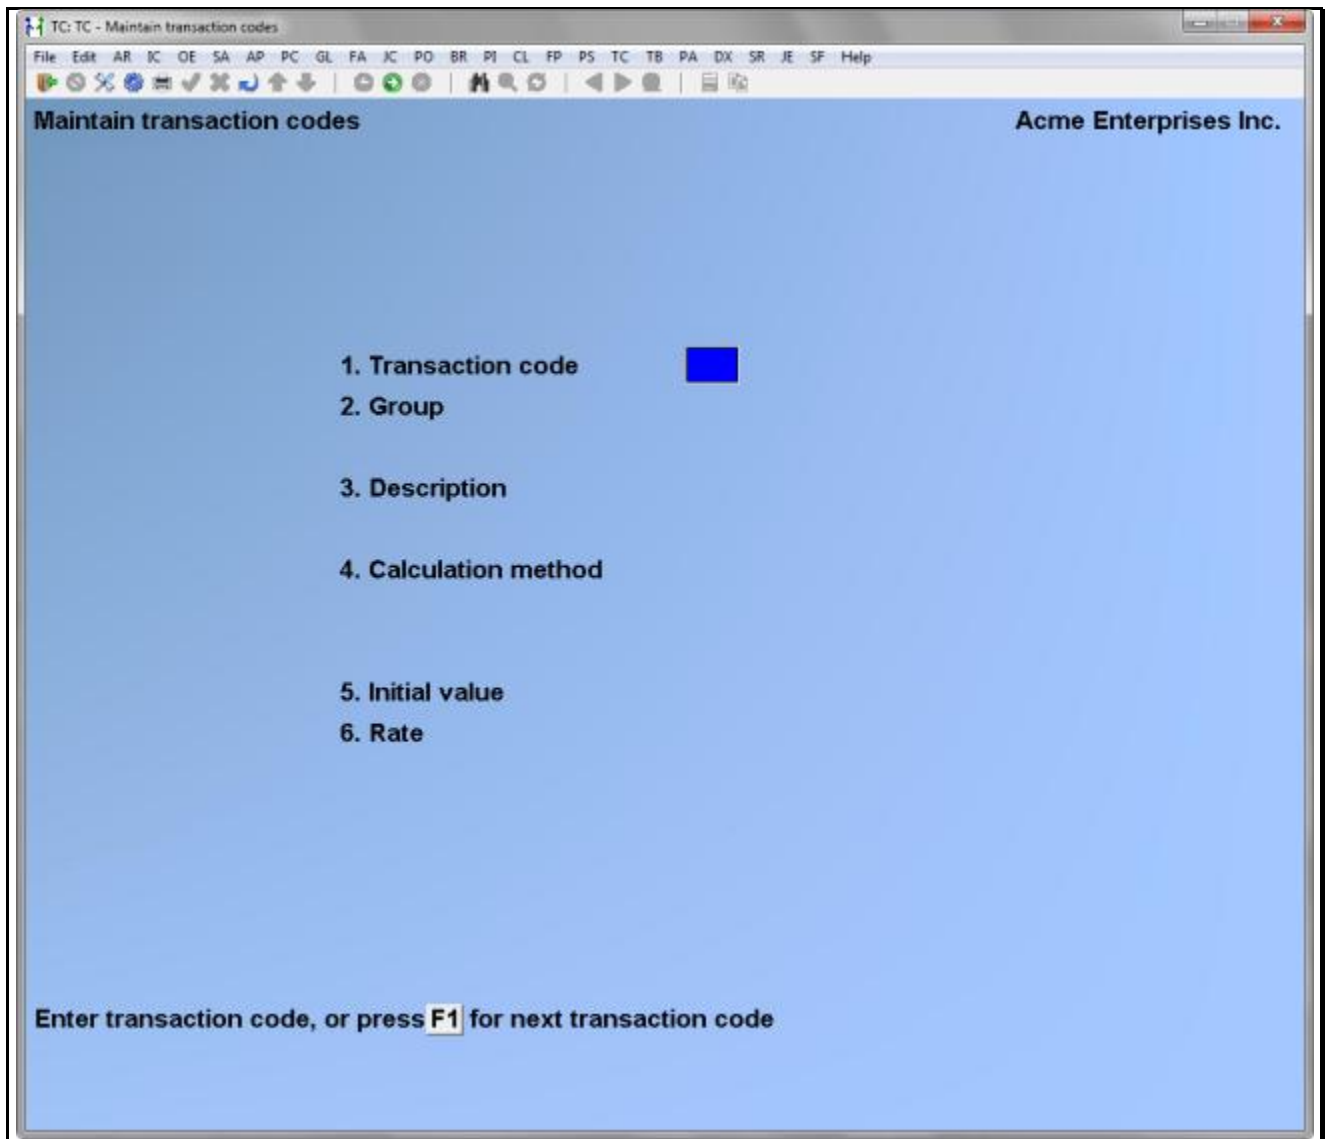 TC: TC - Maintain transaction codes
File Edit AR IC OE SA AP PC GL FA JC PO BR PI CL FP PS TC TB PA DX SR JE SF Help
Maintain transaction codes Acme Enterprises Inc.
1. Transaction code
2. Group
3. Description
4. Calculation method
5. Initial value
6. Rate
Enter transaction code, or press F1 for next transaction code